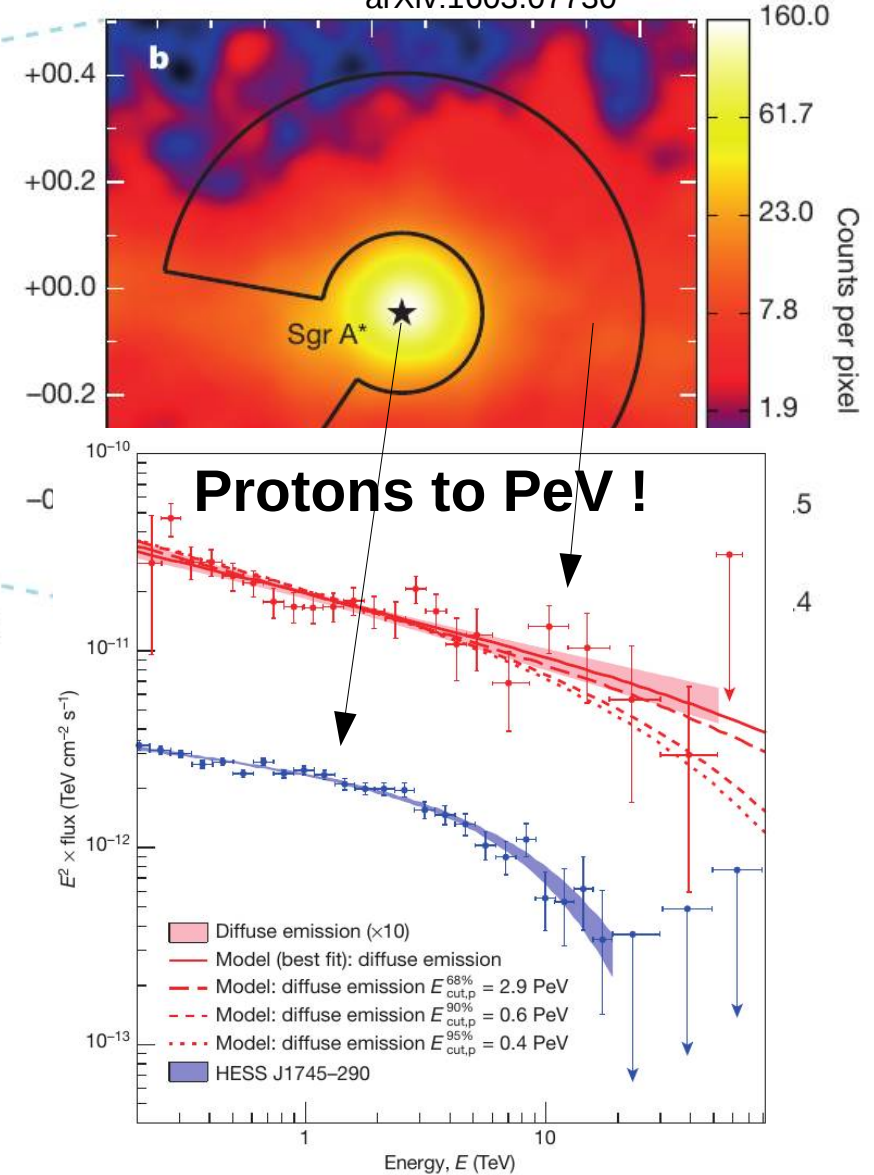 arXiv:1603.07730
160.0
b
+00.4
61.7
+00.2
23.0
Counts per pixel
+00.0
7.8
Sgr A*
−00.2
1.9
10⁻¹⁰
Protons to PeV !
−0
.5
.4
10⁻¹¹
E² × flux (TeV cm⁻² s⁻¹)
10⁻¹²
Diffuse emission (×10)
Model (best fit): diffuse emission
Model: diffuse emission E^68%_cut,p = 2.9 PeV
Model: diffuse emission E^90%_cut,p = 0.6 PeV
Model: diffuse emission E^95%_cut,p = 0.4 PeV
10⁻¹³
HESS J1745–290
1
10
Energy, E (TeV)